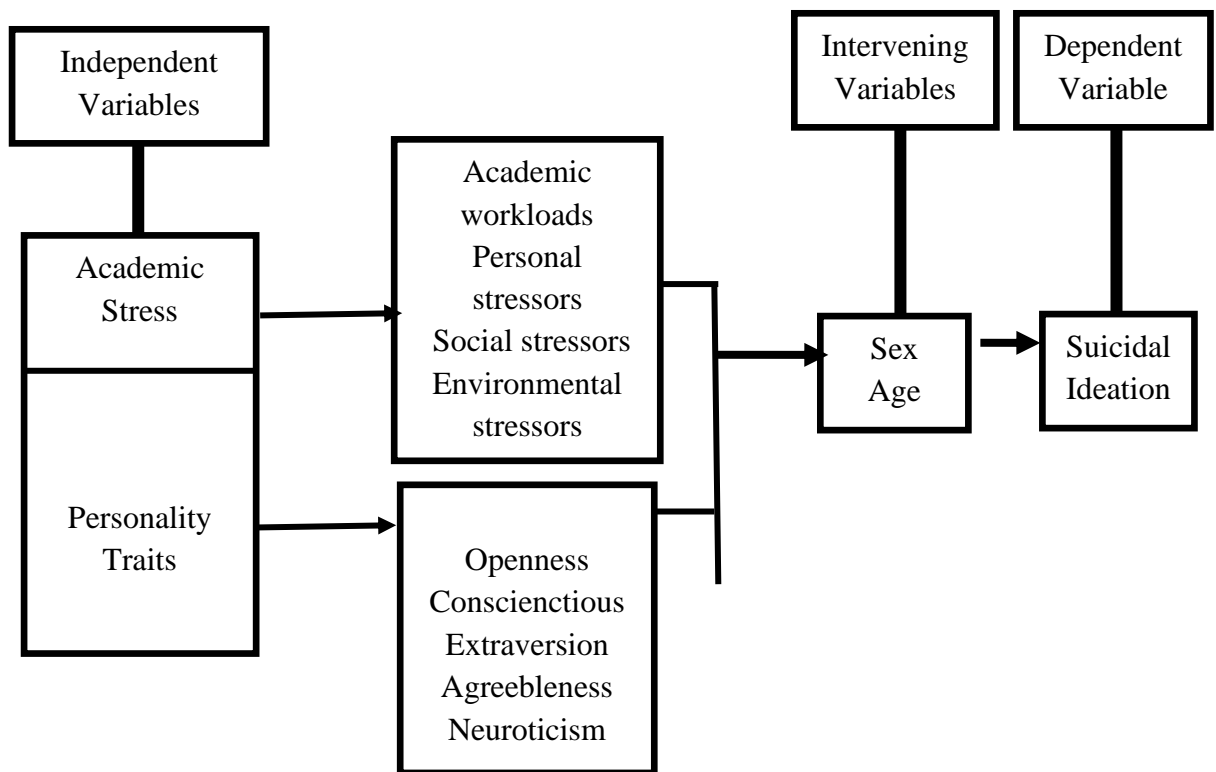 Independent
Variables
Intervening
Variables
Dependent
Variable
Academic
Stress
Personality
Traits
Academic
workloads
Personal
stressors
Social stressors
Environmental
stressors
Openness
Conscienctious
Extraversion
Agreebleness
Neuroticism
Sex
Age
Suicidal
Ideation